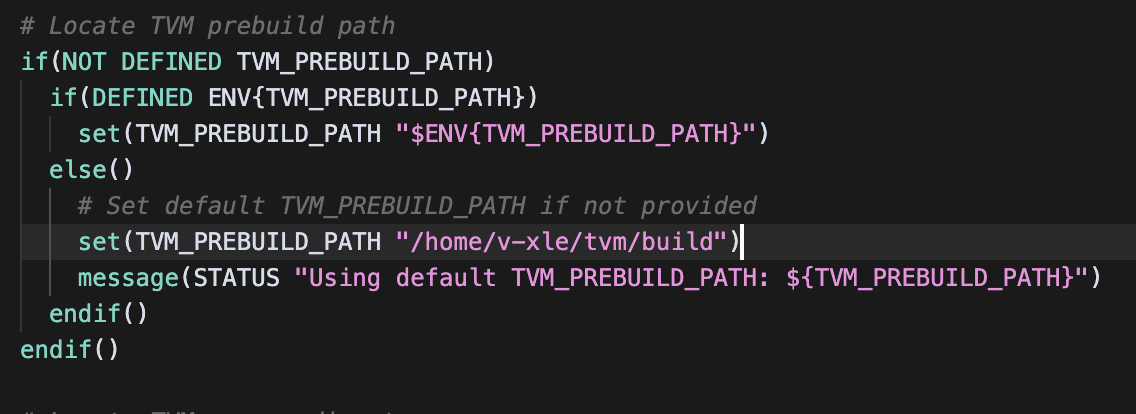 # Locate TVM prebuild path
if(NOT DEFINED TVM_PREBUILD_PATH)
  if(DEFINED ENV{TVM_PREBUILD_PATH})
    set(TVM_PREBUILD_PATH "$ENV{TVM_PREBUILD_PATH}")
  else()
    # Set default TVM_PREBUILD_PATH if not provided
    set(TVM_PREBUILD_PATH "/home/v-xle/tvm/build")
    message(STATUS "Using default TVM_PREBUILD_PATH: ${TVM_PREBUILD_PATH}")
  endif()
endif()